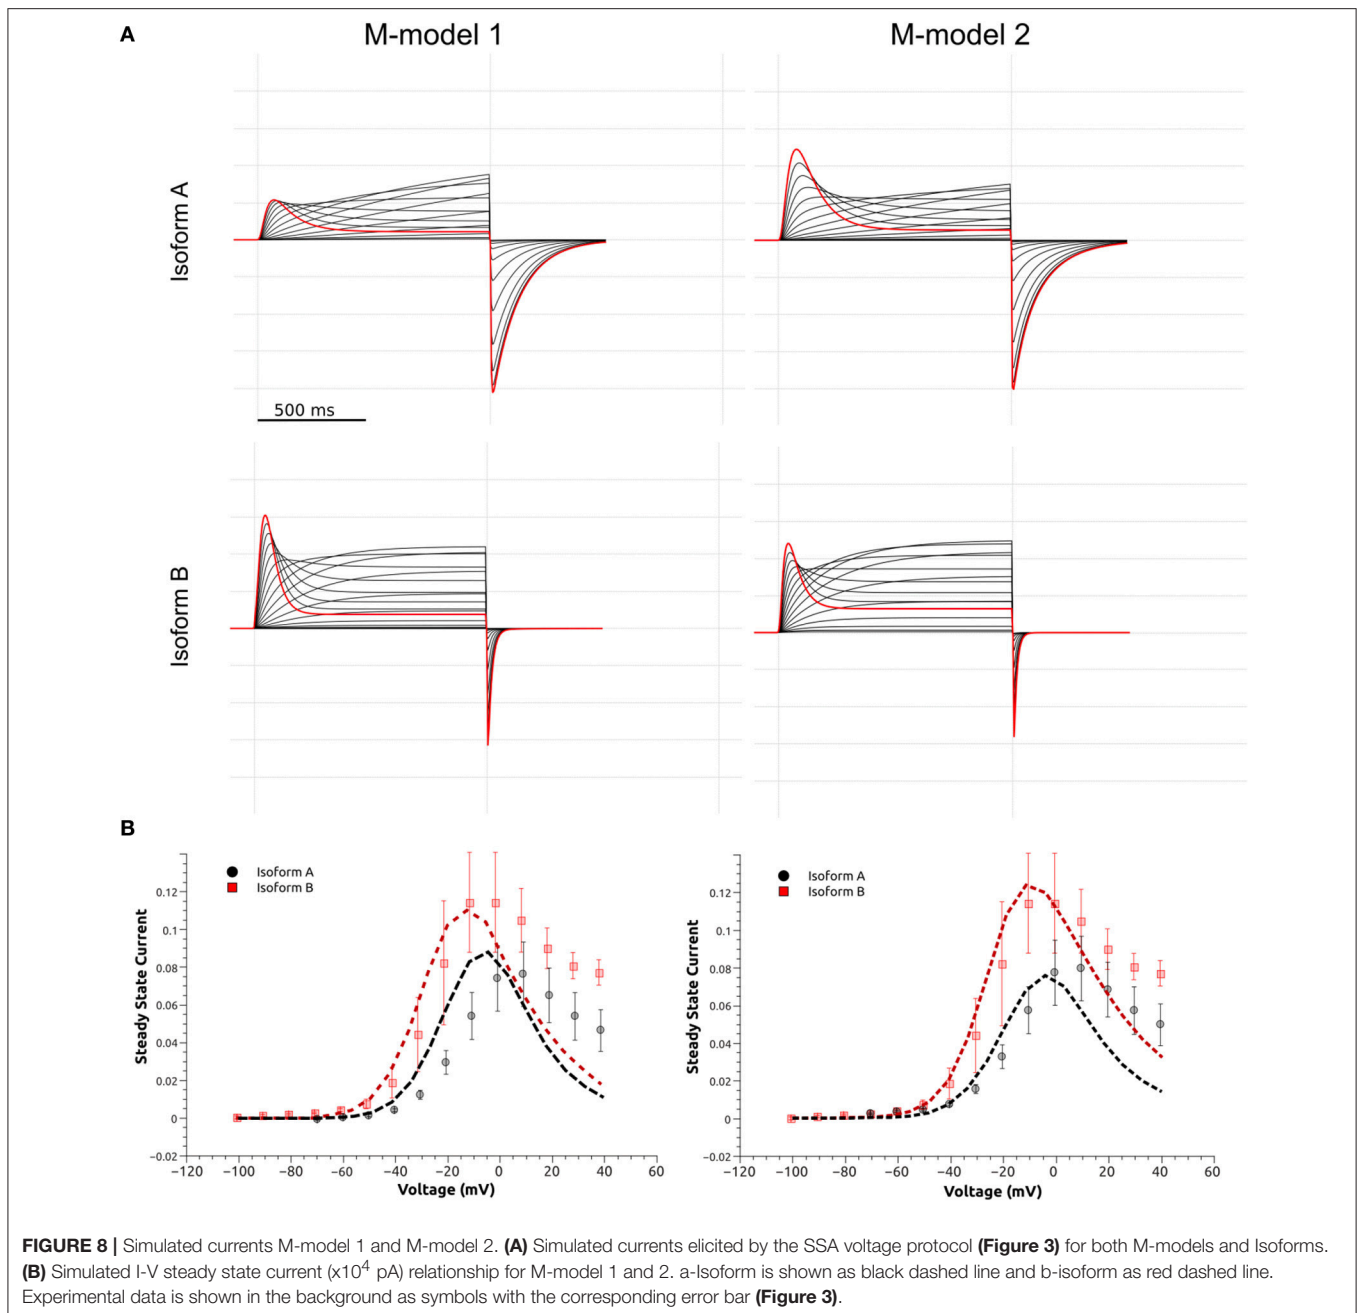 A
M-model 1
M-model 2
Isoform A
500 ms
Isoform B
B
Isoform A
Isoform B
Steady State Current
0.12
0.1
0.08
0.06
0.04
0.02
0
−0.02
−120
−100
−80
−60
−40
−20
0
20
40
60
Voltage (mV)
Isoform A
Isoform B
Steady State Current
0.12
0.1
0.08
0.06
0.04
0.02
0
−0.02
−120
−100
−80
−60
−40
−20
0
20
40
60
Voltage (mV)
FIGURE 8 | Simulated currents M-model 1 and M-model 2. (A) Simulated currents elicited by the SSA voltage protocol (Figure 3) for both M-models and Isoforms.
(B) Simulated I-V steady state current (x10⁴ pA) relationship for M-model 1 and 2. a-Isoform is shown as black dashed line and b-isoform as red dashed line.
Experimental data is shown in the background as symbols with the corresponding error bar (Figure 3).